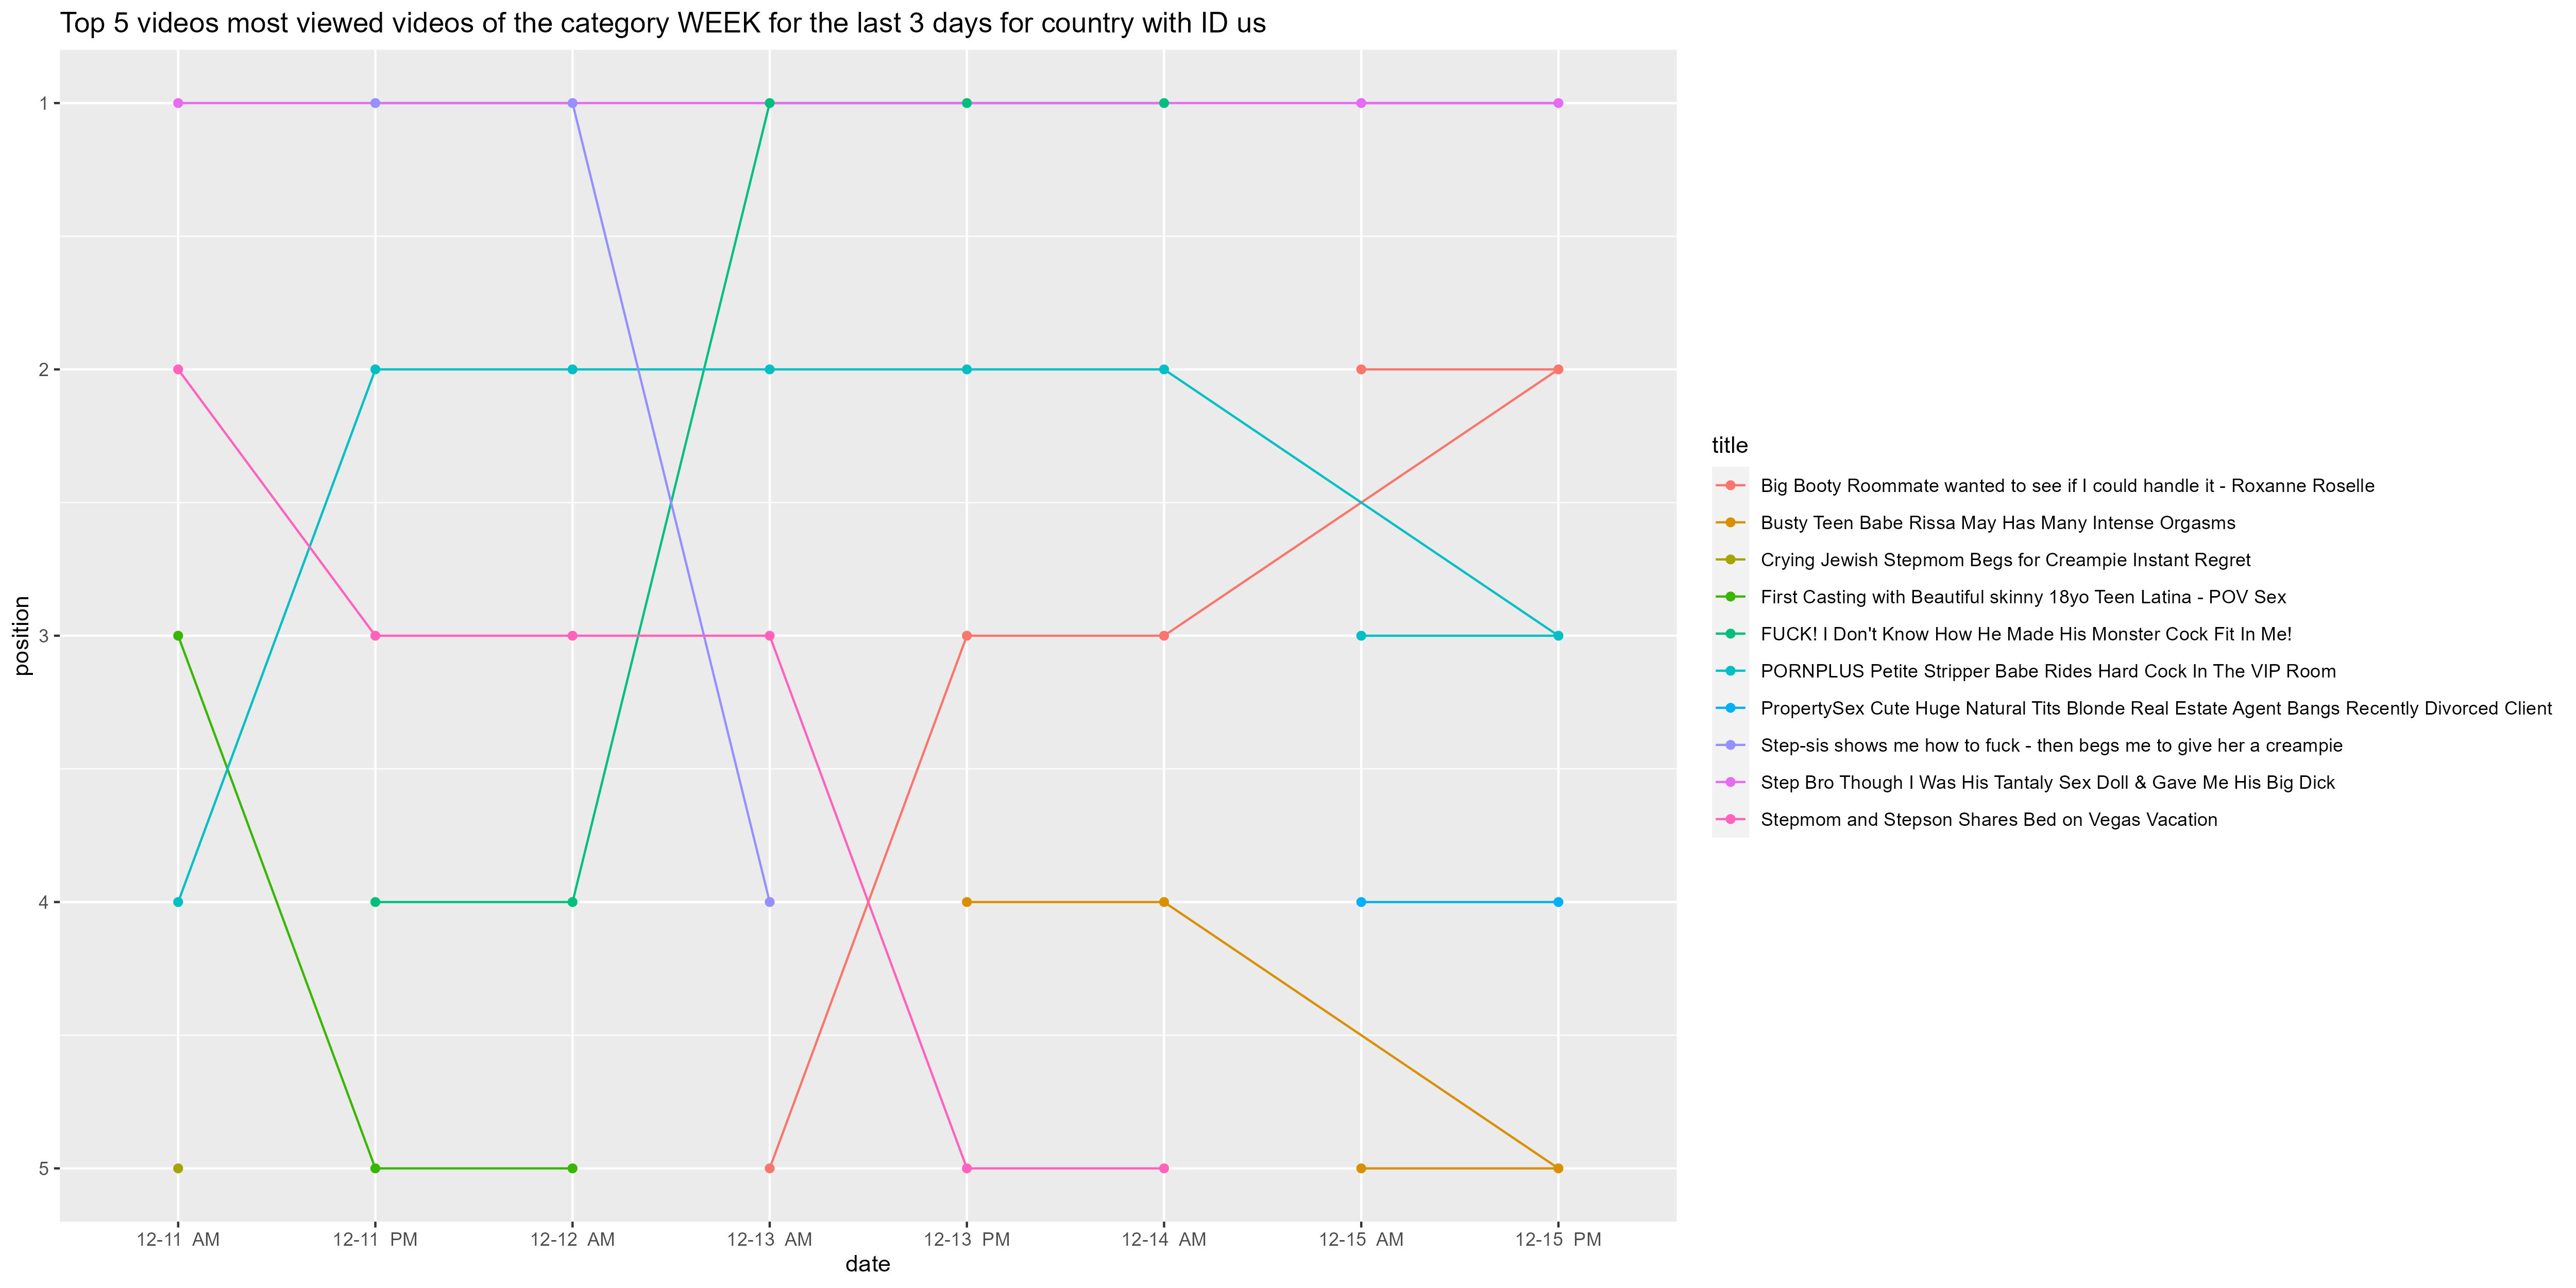 Top 5 videos most viewed videos of the category WEEK for the last 3 days for country with ID us
1
2
3
4
5
position
12-11 AM
12-11 PM
12-12 AM
12-13 AM
12-13 PM
12-14 AM
12-15 AM
12-15 PM
date
title
Big Booty Roommate wanted to see if I could handle it - Roxanne Roselle
Busty Teen Babe Rissa May Has Many Intense Orgasms
Crying Jewish Stepmom Begs for Creampie Instant Regret
First Casting with Beautiful skinny 18yo Teen Latina - POV Sex
FUCK! I Don't Know How He Made His Monster Cock Fit In Me!
PORNPLUS Petite Stripper Babe Rides Hard Cock In The VIP Room
PropertySex Cute Huge Natural Tits Blonde Real Estate Agent Bangs Recently Divorced Client
Step-sis shows me how to fuck - then begs me to give her a creampie
Step Bro Though I Was His Tantaly Sex Doll & Gave Me His Big Dick
Stepmom and Stepson Shares Bed on Vegas Vacation